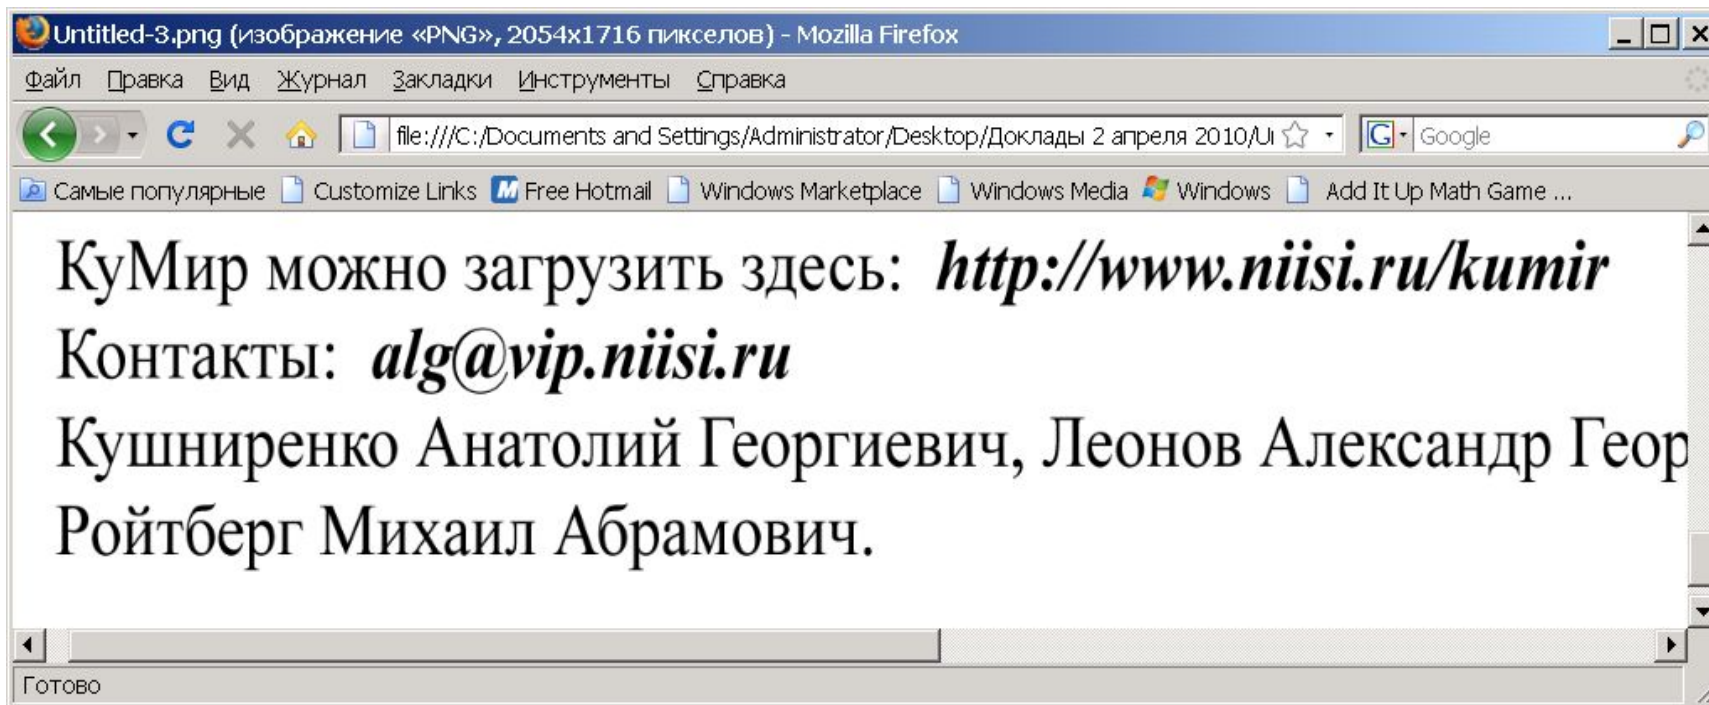 Untitled-3.png (изображение «PNG», 2054x1716 пикселов) - Mozilla Firefox
Файл Правка Вид Журнал Закладки Инструменты Справка
file:///C:/Documents and Settings/Administrator/Desktop/Доклады 2 апреля 2010/Un G Google
Самые популярные Customize Links Free Hotmail Windows Marketplace Windows Media Windows Add It Up Math Game ...
КуМир можно загрузить здесь: http://www.niisi.ru/kumir
Контакты: alg@vip.niisi.ru
Кушниренко Анатолий Георгиевич, Леонов Александр Геор
Ройтберг Михаил Абрамович.
Готово